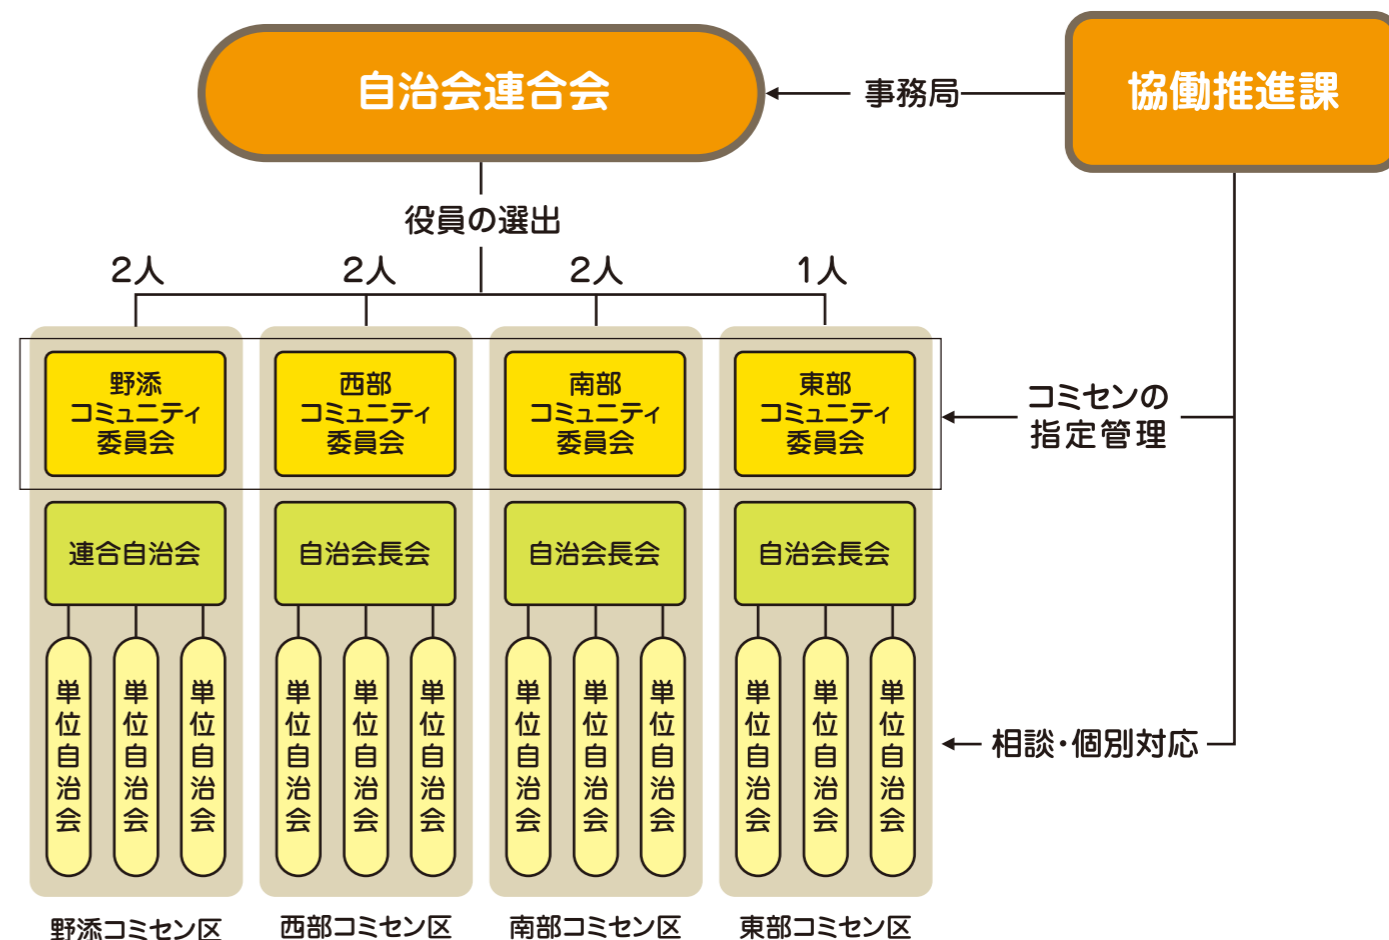 自治会連合会
事務局
協働推進課
役員の選出
2人
2人
2人
1人
野添
コミュニティ
委員会
西部
コミュニティ
委員会
南部
コミュニティ
委員会
東部
コミュニティ
委員会
コミセンの
指定管理
連合自治会
自治会長会
自治会長会
自治会長会
単位自治会
単位自治会
単位自治会
単位自治会
単位自治会
単位自治会
単位自治会
単位自治会
単位自治会
単位自治会
単位自治会
単位自治会
相談・個別対応
野添コミセン区
西部コミセン区
南部コミセン区
東部コミセン区